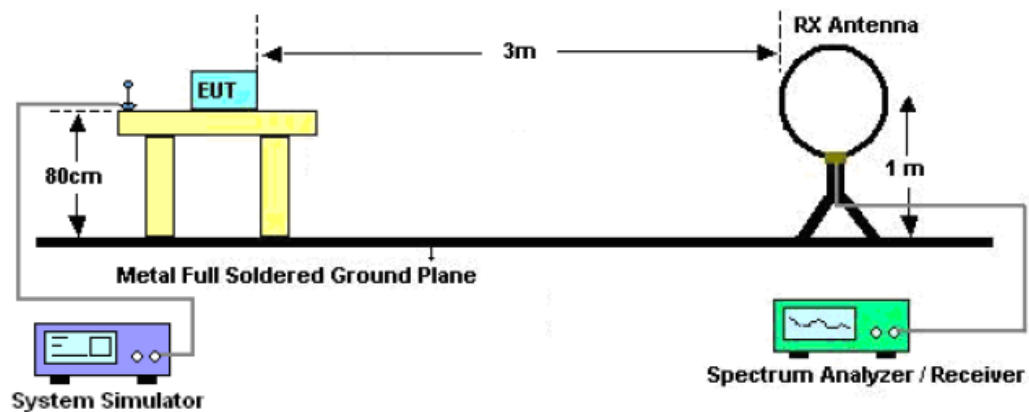 RX Antenna
3m
EUT
80cm
1 m
Metal Full Soldered Ground Plane
System Simulator
Spectrum Analyzer / Receiver